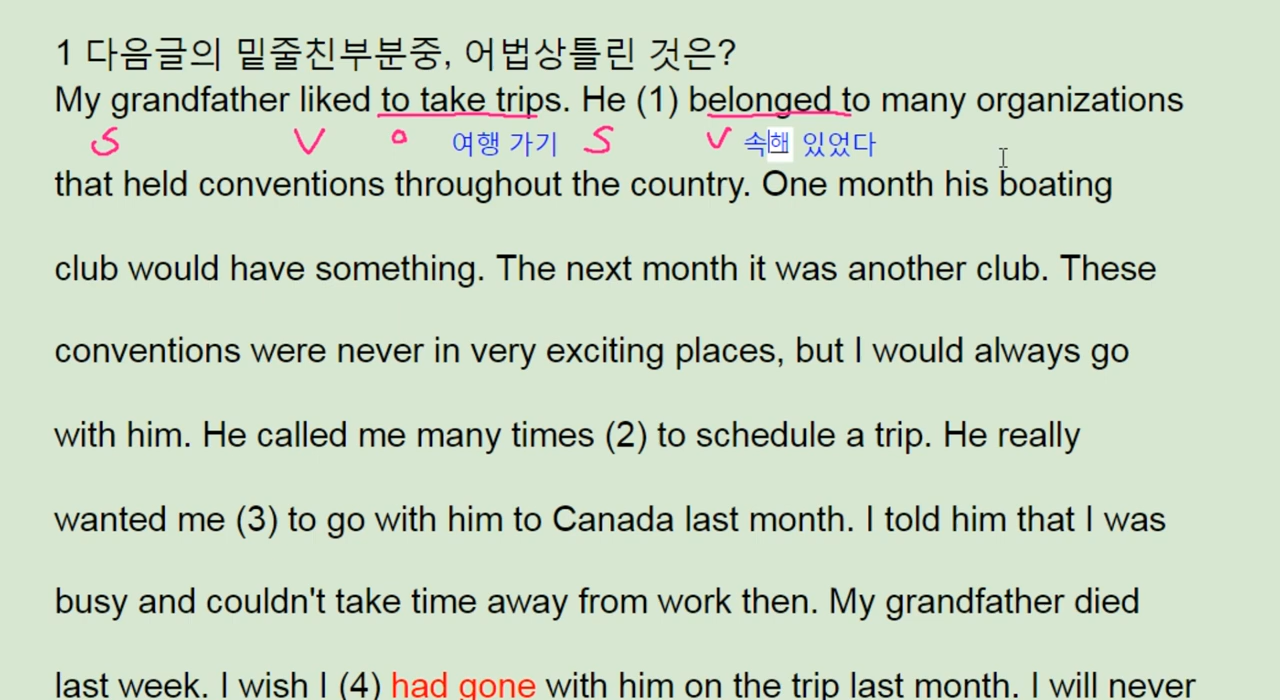 1 다음글의 밑줄친부분중, 어법상틀린 것은?
My grandfather liked to take trips. He (1) belonged to many organizations
S V o 여행 가기 S V 속해 있었다
that held conventions throughout the country. One month his boating
club would have something. The next month it was another club. These
conventions were never in very exciting places, but I would always go
with him. He called me many times (2) to schedule a trip. He really
wanted me (3) to go with him to Canada last month. I told him that I was
busy and couldn't take time away from work then. My grandfather died
last week. I wish I (4) had gone with him on the trip last month. I will never